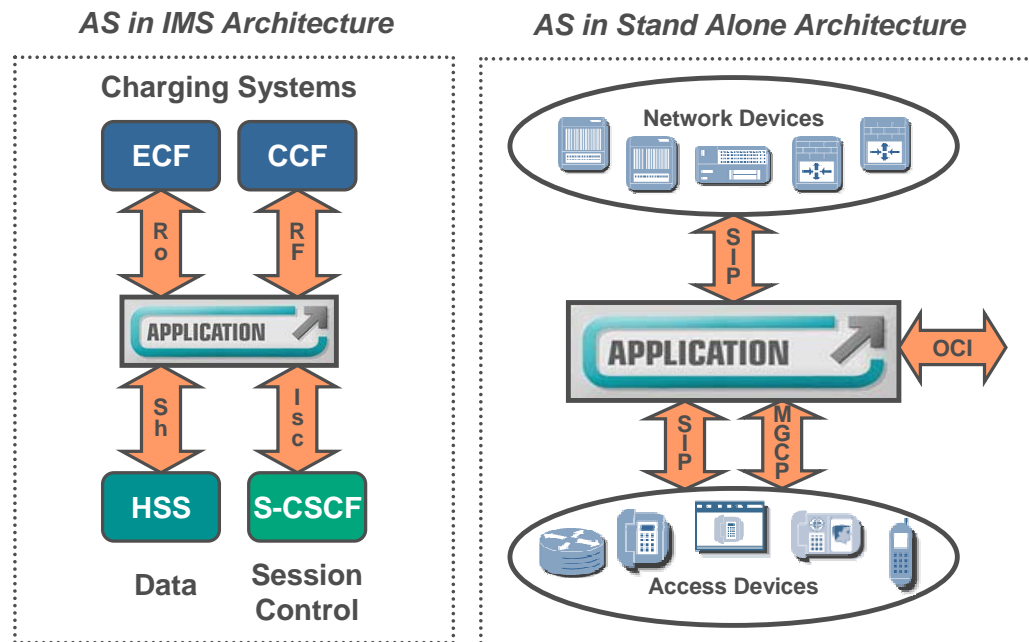 AS in IMS Architecture
Charging Systems
ECF
CCF
Ro
RF
APPLICATION
Sh
Isc
HSS
S-CSCF
Data
Session
Control
AS in Stand Alone Architecture
Network Devices
SIP
APPLICATION
OCI
SIP
MGCP
Access Devices